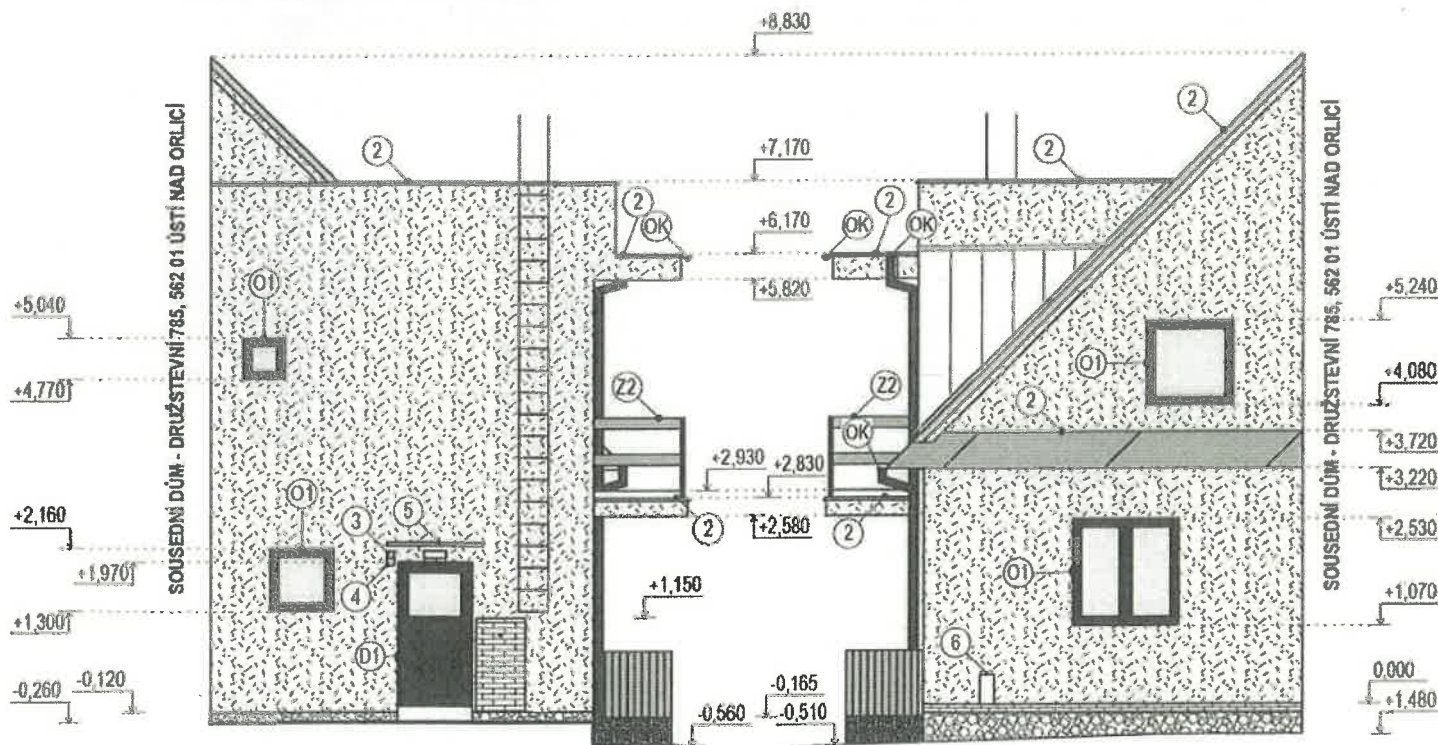 +8,830
+7,170
+6,170
+5,820
SOUSEDNÍ DŮM - DRUŽSTEVNÍ 785, 562 01 ÚSTÍ NAD ORLICÍ
SOUSEDNÍ DŮM - DRUŽSTEVNÍ 785, 562 01 ÚSTÍ NAD ORLICÍ
2
2
OK
OK
2
OK
2
2
+5,040
+4,770
+2,160
+1,970
+1,300
-0,260
-0,120
O1
O1
3
5
4
D1
Z2
Z2
OK
+2,930
+2,830
2
+2,580
2
+1,150
-0,165
-0,560
-0,510
O1
2
O1
6
+5,240
+4,080
+3,720
+3,220
+2,530
+1,070
0,000
+1,480